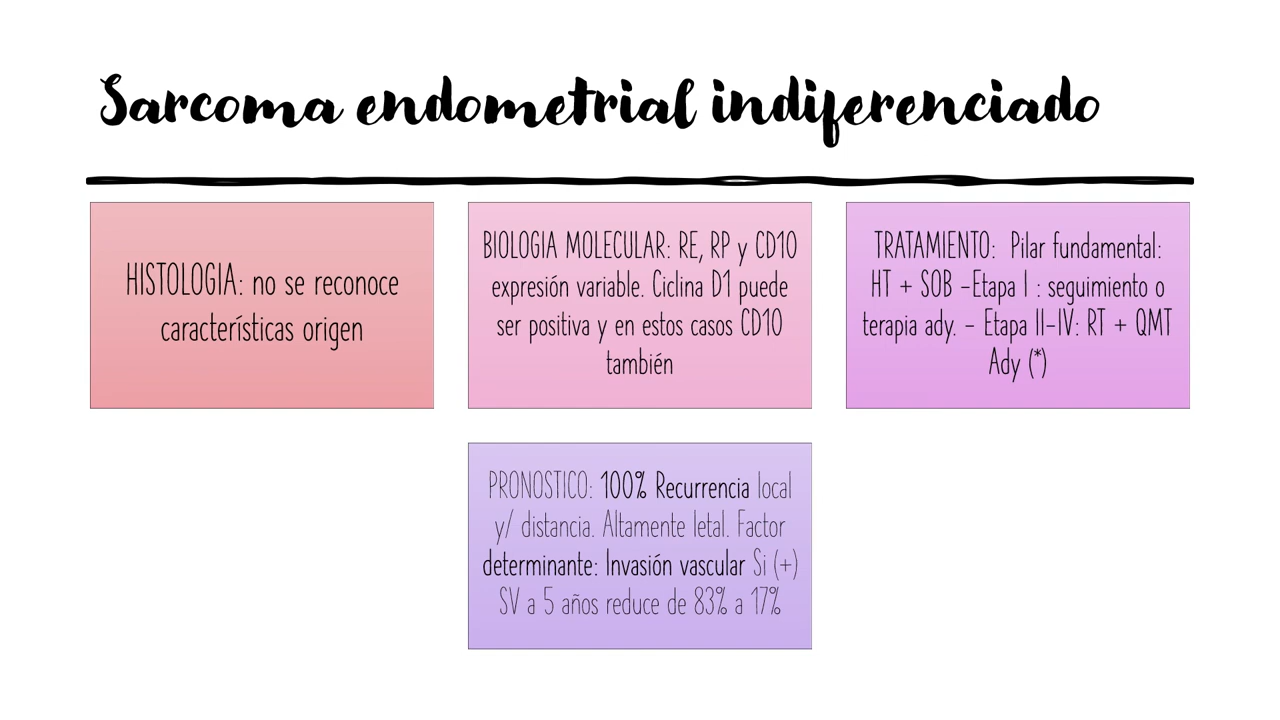 Sarcoma endometrial indiferenciado
HISTOLOGIA: no se reconoce
características origen
BIOLOGIA MOLECULAR: RE, RP y CD10
expresión variable. Ciclina D1 puede
ser positiva y en estos casos CD10
también
TRATAMIENTO: Pilar fundamental:
HT + SOB -Etapa I : seguimiento o
terapia ady. - Etapa II-IV: RT + QMT
Ady (*)
PRONOSTICO: 100% Recurrencia local
y/ distancia. Altamente letal. Factor
determinante: Invasión vascular Si (+)
SV a 5 años reduce de 83% a 17%